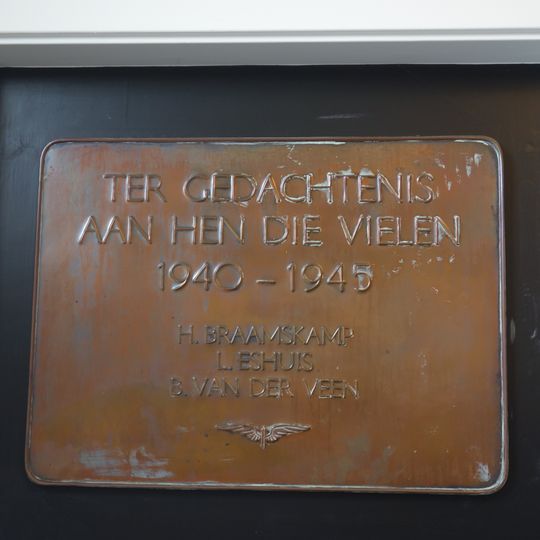 TER GEDACHTENIS
AAN HEN DIE VIELEN
1940 - 1945
H. BRAAMSKAMP
L. ESHUIS
B. VAN DER VEEN